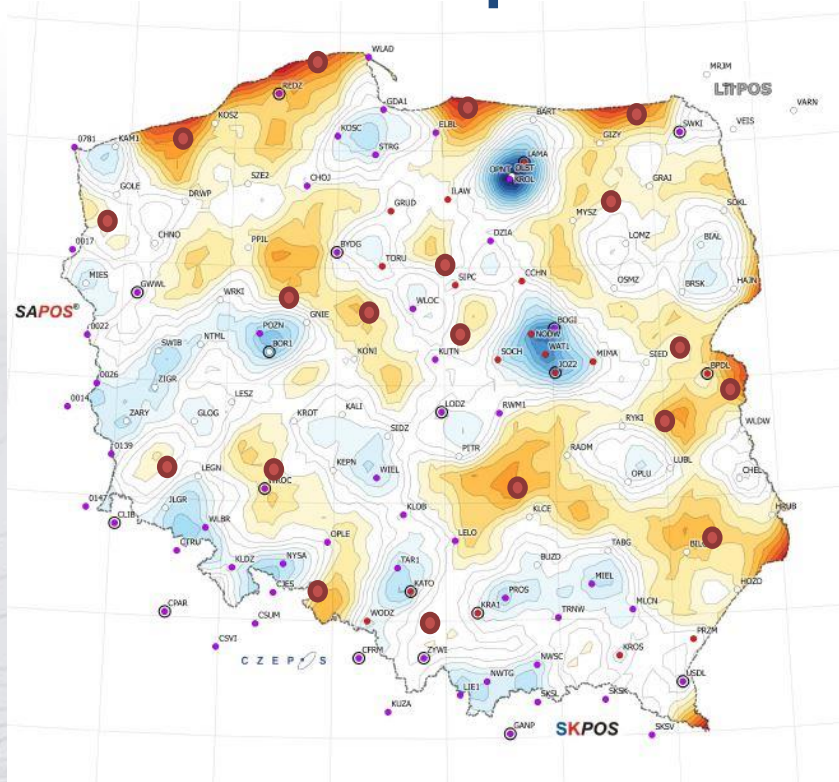 WLAD
MRJM
LITPOS
REDZ
VARN
GDA1
KOSZ
BART
VEIS
KOSC
ELBL
SWKI
0781
KAM1
GIZY
STRG
LAMA
OPNT
OLST
KROL
SZE2
CHOJ
GRAJ
GOLE
DRWP
ILAW
GRUD
SOKL
MYSZ
DZIA
CHNO
PPIL
BYDG
LOMZ
BIAL
0017
TORU
MIES
SIPC
CCHN
HAJN
GWWL
OSMZ
BRSK
WRKI
WLOC
SAPOS®
GNIE
BOGI
0022
POZN
NODW
NTML
BOR1
WAT1
SWIB
KONI
KUTN
SOCH
MIMA
SIED
BPDL
JOZ2
0026
ZIGR
LESZ
0014
KALI
LODZ
RWM1
ZARY
GLOG
KROT
RYKI
WLDW
SIDZ
0139
PITR
RADM
LEGN
KEPN
WIEL
LUBL
OPLU
CHEL
WROC
JLGR
0147
KLOB
KLCE
HRUB
CLIB
WLBR
OPLE
LELO
CTRU
TABG
BILG
KLDZ
NYSA
TAR1
BUZD
CJES
KATO
PROS
MIEL
HOZD
CPAR
KRA1
TRNW
MLCN
CSUM
WODZ
PRZM
CSVI
KROS
CZEPOS
CFRM
ZYWI
NWSC
NWTG
USDL
LIE1
SKSL
SKSK
KUZA
GANP
SKPOS
SKSV